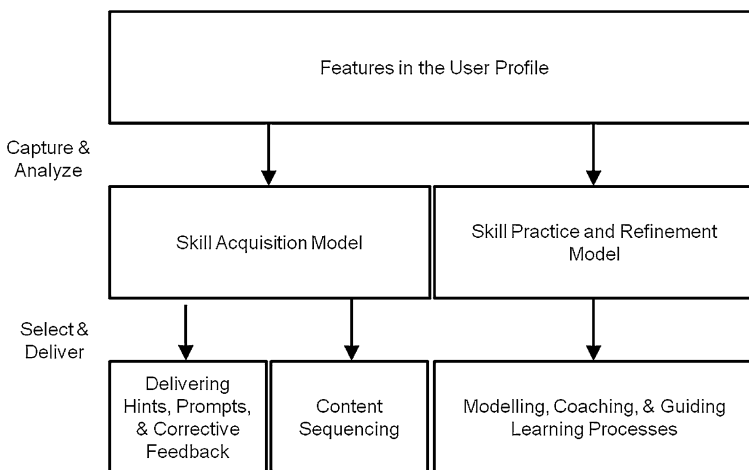 Features in the User Profile
Capture &
Analyze
Skill Acquisition Model
Skill Practice and Refinement
Model
Select &
Deliver
Delivering
Hints, Prompts,
& Corrective
Feedback
Content
Sequencing
Modelling, Coaching, & Guiding
Learning Processes